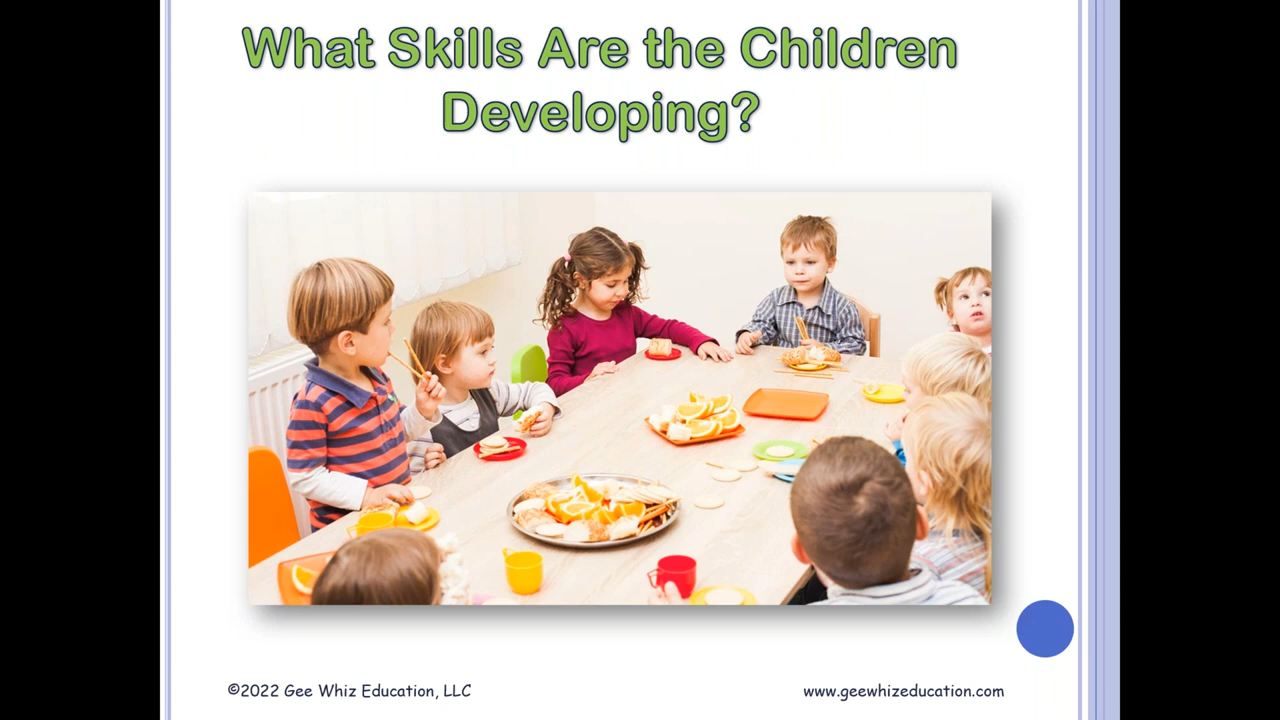 What Skills Are the Children
Developing?
©2022 Gee Whiz Education, LLC
www.geewhizeducation.com